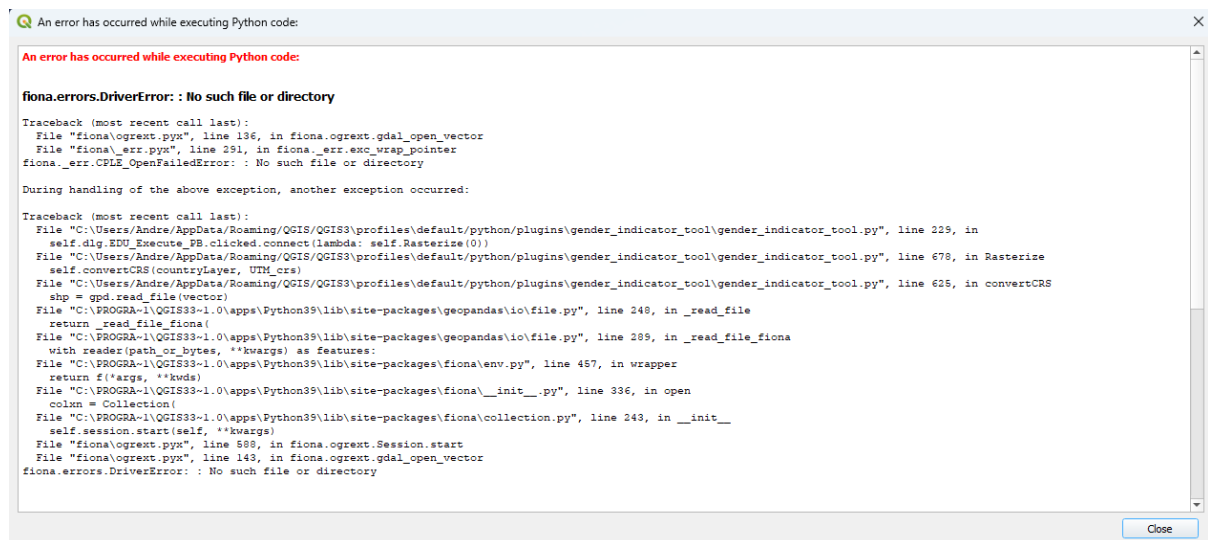 An error has occurred while executing Python code:
An error has occurred while executing Python code:
fiona.errors.DriverError: : No such file or directory
Traceback (most recent call last):
File "fiona\ogrext.pyx", line 136, in fiona.ogrext.gdal_open_vector
File "fiona\_err.pyx", line 291, in fiona._err.exc_wrap_pointer
fiona._err.CPLE_OpenFailedError: : No such file or directory
During handling of the above exception, another exception occurred:
Traceback (most recent call last):
File "C:\Users/Andre/AppData/Roaming/QGIS/QGIS3\profiles\default/python/plugins\gender_indicator_tool\gender_indicator_tool.py", line 229, in
self.dlg.EDU_Execute_PB.clicked.connect(lambda: self.Rasterize(0))
File "C:\Users/Andre/AppData/Roaming/QGIS/QGIS3\profiles\default/python/plugins\gender_indicator_tool\gender_indicator_tool.py", line 678, in Rasterize
self.convertCRS(countryLayer, UTM_crs)
File "C:\Users/Andre/AppData/Roaming/QGIS/QGIS3\profiles\default/python/plugins\gender_indicator_tool\gender_indicator_tool.py", line 625, in convertCRS
shp = gpd.read_file(vector)
File "C:\PROGRA~1\QGIS33~1.0\apps\Python39\lib\site-packages\geopandas\io\file.py", line 248, in _read_file
return _read_file_fiona(
File "C:\PROGRA~1\QGIS33~1.0\apps\Python39\lib\site-packages\geopandas\io\file.py", line 289, in _read_file_fiona
with reader(path_or_bytes, **kwargs) as features:
File "C:\PROGRA~1\QGIS33~1.0\apps\Python39\lib\site-packages\fiona\env.py", line 457, in wrapper
return f(*args, **kwds)
File "C:\PROGRA~1\QGIS33~1.0\apps\Python39\lib\site-packages\fiona\__init__.py", line 336, in open
colxn = Collection(
File "C:\PROGRA~1\QGIS33~1.0\apps\Python39\lib\site-packages\fiona\collection.py", line 243, in __init__
self.session.start(self, **kwargs)
File "fiona\ogrext.pyx", line 588, in fiona.ogrext.Session.start
File "fiona\ogrext.pyx", line 143, in fiona.ogrext.gdal_open_vector
fiona.errors.DriverError: : No such file or directory
Close